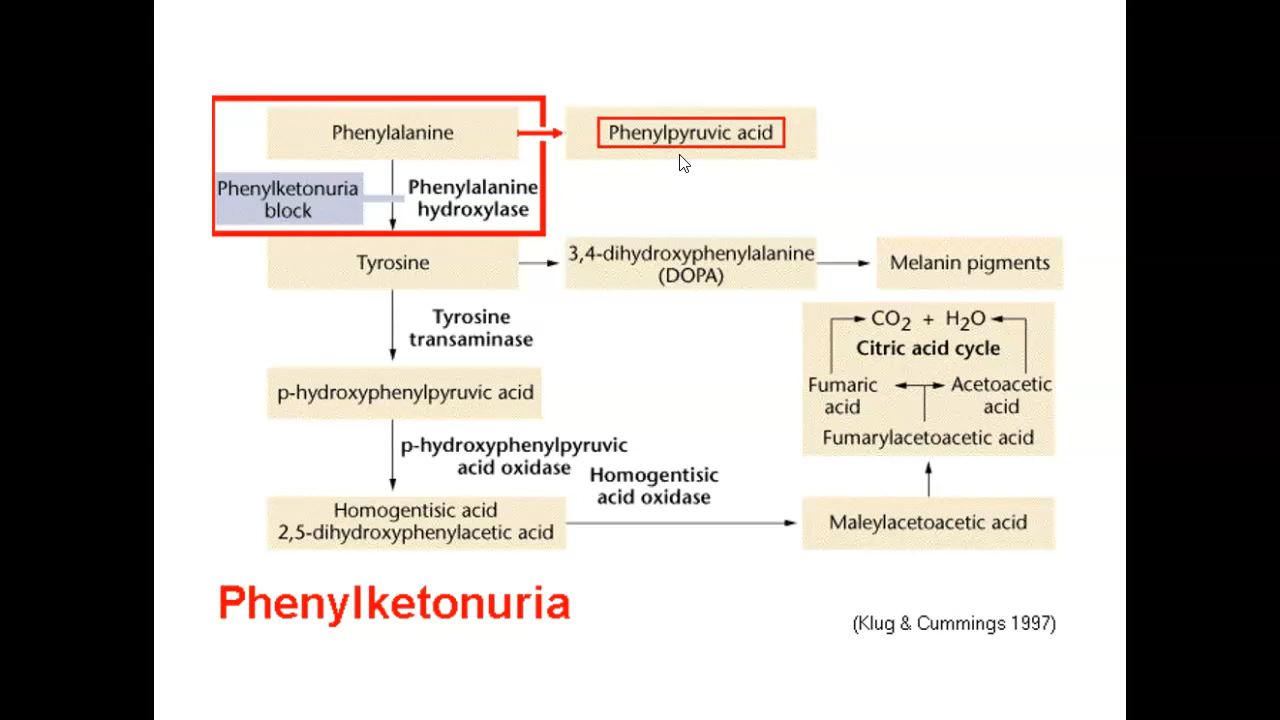 Phenylalanine
Phenylpyruvic acid
Phenylketonuria
block
Phenylalanine
hydroxylase
Tyrosine
3,4-dihydroxyphenylalanine
(DOPA)
Melanin pigments
Tyrosine
transaminase
CO2 + H2O
Citric acid cycle
Fumaric
acid
Acetoacetic
acid
Fumarylacetoacetic acid
p-hydroxyphenylpyruvic acid
p-hydroxyphenylpyruvic
acid oxidase
Homogentisic
acid oxidase
Homogentisic acid
2,5-dihydroxyphenylacetic acid
Maleylacetoacetic acid
Phenylketonuria
(Klug & Cummings 1997)